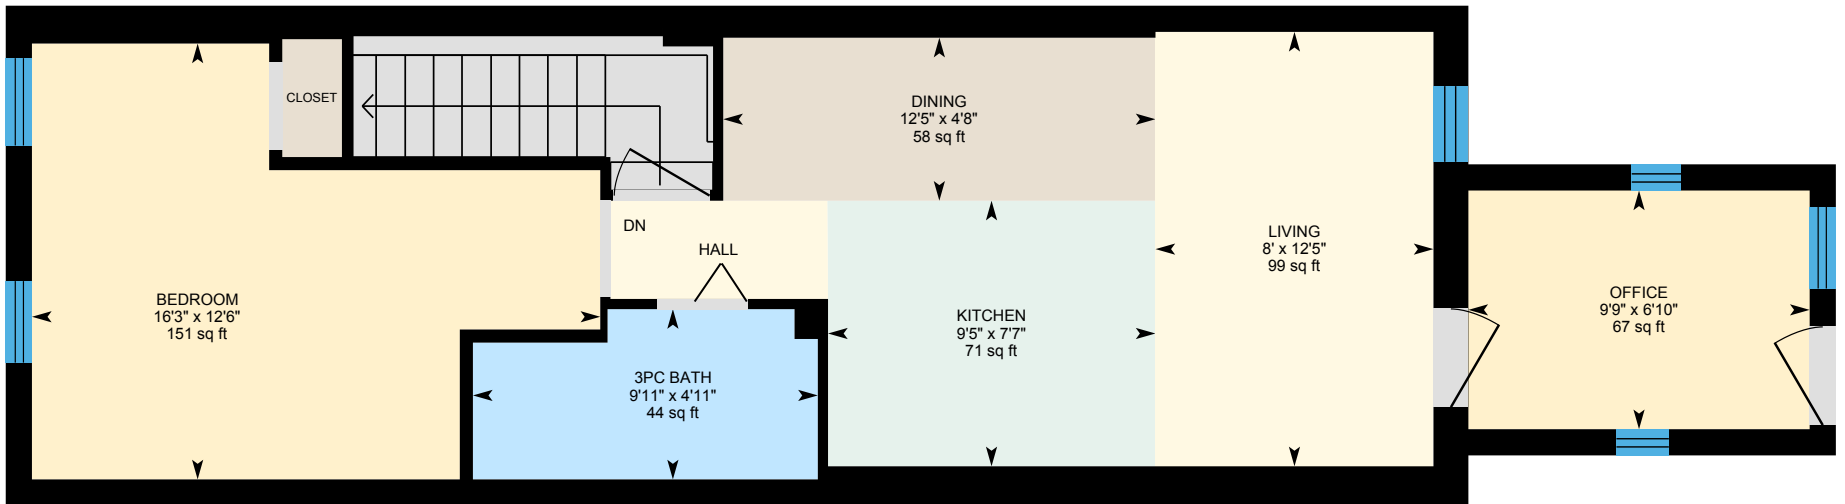 CLOSET
BEDROOM
16'3" x 12'6"
151 sq ft
DN
HALL
3PC BATH
9'11" x 4'11"
44 sq ft
DINING
12'5" x 4'8"
58 sq ft
KITCHEN
9'5" x 7'7"
71 sq ft
LIVING
8' x 12'5"
99 sq ft
OFFICE
9'9" x 6'10"
67 sq ft